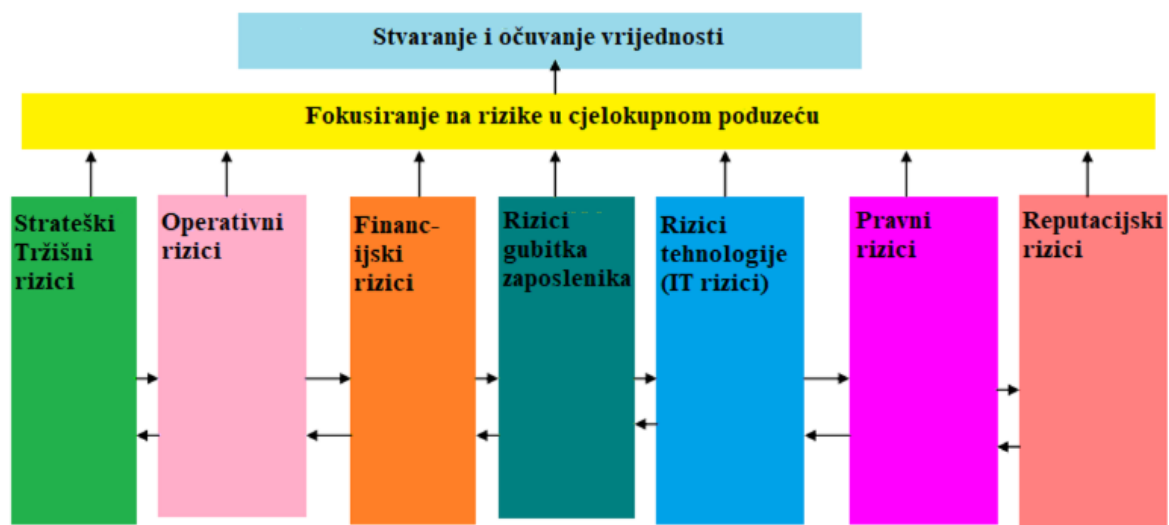 Stvaranje i očuvanje vrijednosti
Fokusiranje na rizike u cjelokupnom poduzeću
Strateški
Tržišni
rizici
Operativni
rizici
Financ-
ijski
rizici
Rizici
gubitka
zaposlenika
Rizici
tehnologije
(IT rizici)
Pravni
rizici
Reputacijski
rizici